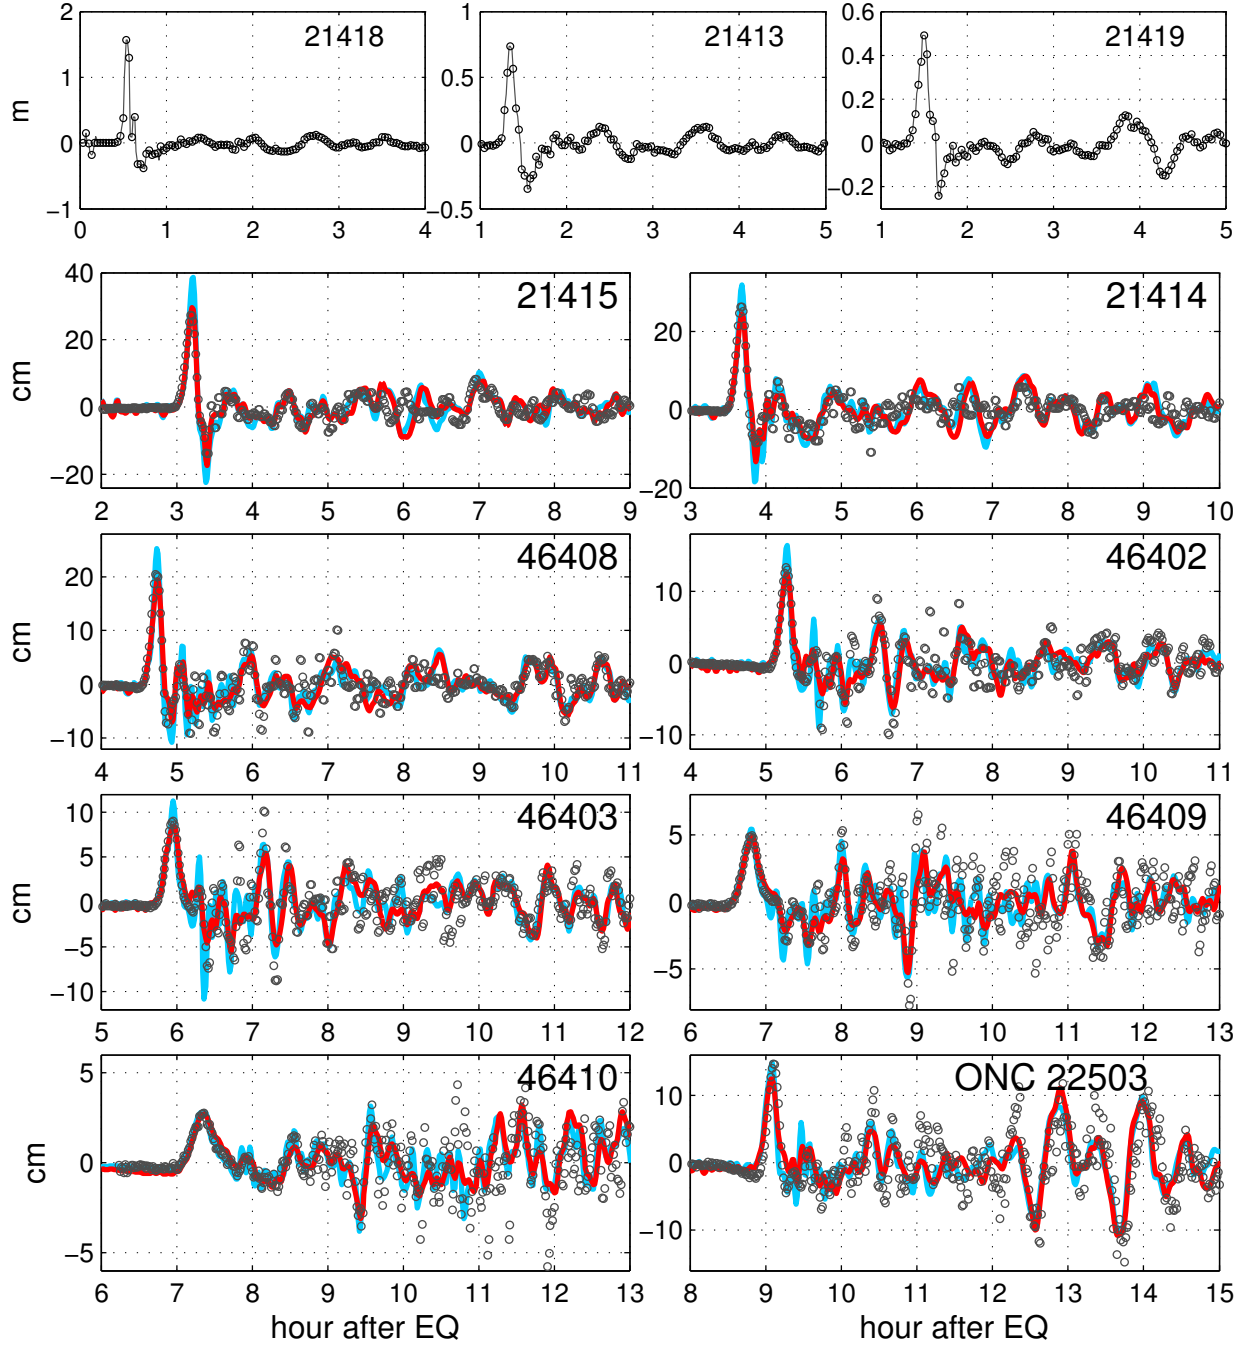 21418
2
1
0
−1
m
0 1 2 3 4
21413
1
0.5
0
−0.5
1 2 3 4 5
21419
0.6
0.4
0.2
0
−0.2
1 2 3 4 5
21415
40
20
0
−20
cm
2 3 4 5 6 7 8 9
21414
20
0
−20
3 4 5 6 7 8 9 10
46408
20
10
0
−10
cm
4 5 6 7 8 9 10 11
46402
10
0
−10
4 5 6 7 8 9 10 11
46403
10
5
0
−5
−10
cm
5 6 7 8 9 10 11 12
46409
5
0
−5
6 7 8 9 10 11 12 13
46410
5
0
−5
cm
6 7 8 9 10 11 12 13
hour after EQ
ONC 22503
10
0
−10
8 9 10 11 12 13 14 15
hour after EQ